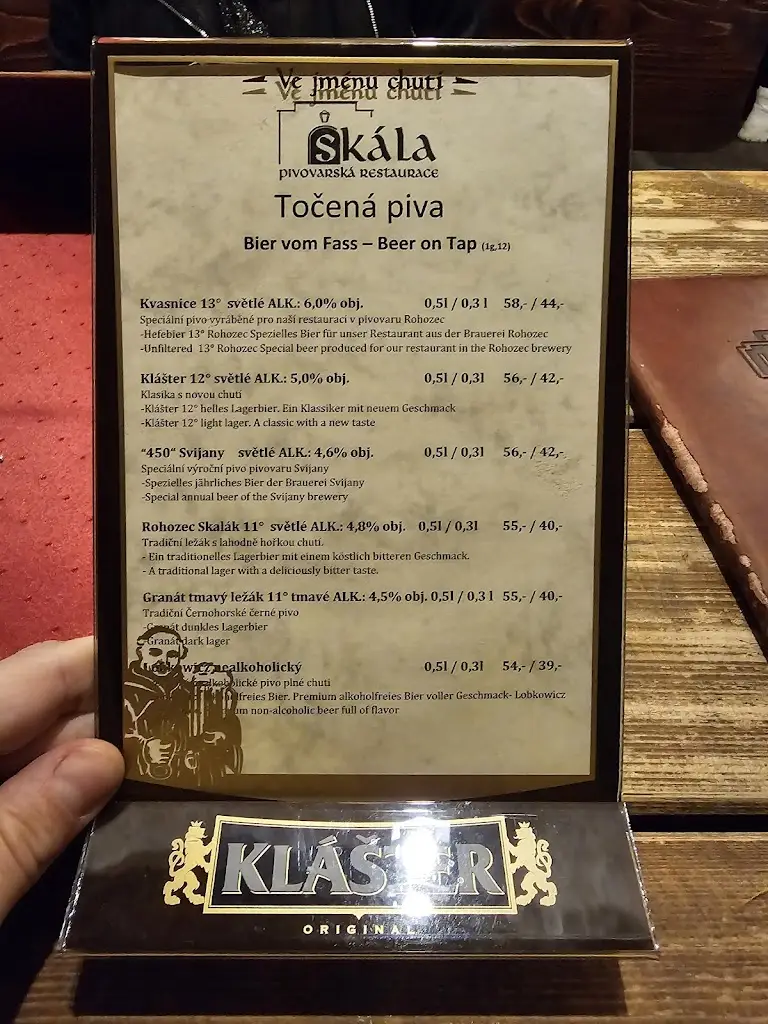 Ve jménu chutí
SKÁLA
PIVOVARSKÁ RESTAURACE
Točená piva
Bier vom Fass – Beer on Tap (1g,12)
Kvasnice 13° světlé ALK.: 6,0% obj. 0,5l / 0,3 l 58,- / 44,-
Speciální pivo vyráběné pro naší restauraci v pivovaru Rohozec
-Hefebier 13° Rohozec Spezielles Bier für unser Restaurant aus der Brauerei Rohozec
-Unfiltered 13° Rohozec Special beer produced for our restaurant in the Rohozec brewery
Klášter 12° světlé ALK.: 5,0% obj. 0,5l / 0,3l 56,- / 42,-
Klasika s novou chutí
-Klášter 12° helles Lagerbier. Ein Klassiker mit neuem Geschmack
-Klášter 12° light lager. A classic with a new taste
"450" Svijany světlé ALK.: 4,6% obj. 0,5l / 0,3l 56,- / 42,-
Speciální výroční pivo pivovaru Svijany
-Spezielles jährliches Bier der Brauerei Svijany
-Special annual beer of the Svijany brewery
Rohozec Skalák 11° světlé ALK.: 4,8% obj. 0,5l / 0,3l 55,- / 40,-
Tradiční ležák s lahodně hořkou chutí.
- Ein traditionelles Lagerbier mit einem köstlich bitteren Geschmack.
- A traditional lager with a deliciously bitter taste.
Granát tmavý ležák 11° tmavé ALK.: 4,5% obj. 0,5l / 0,3 l 55,- / 40,-
Tradiční Černohorské černé pivo
-Granát dunkles Lagerbier
-Granát dark lager
nealkoholický 0,5l / 0,3l 54,- / 39,-
pivo plné chuti
Bier. Premium alkoholfreies Bier voller Geschmack- Lobkowicz
non-alcoholic beer full of flavor
KLÁŠTER
ORIGINAL